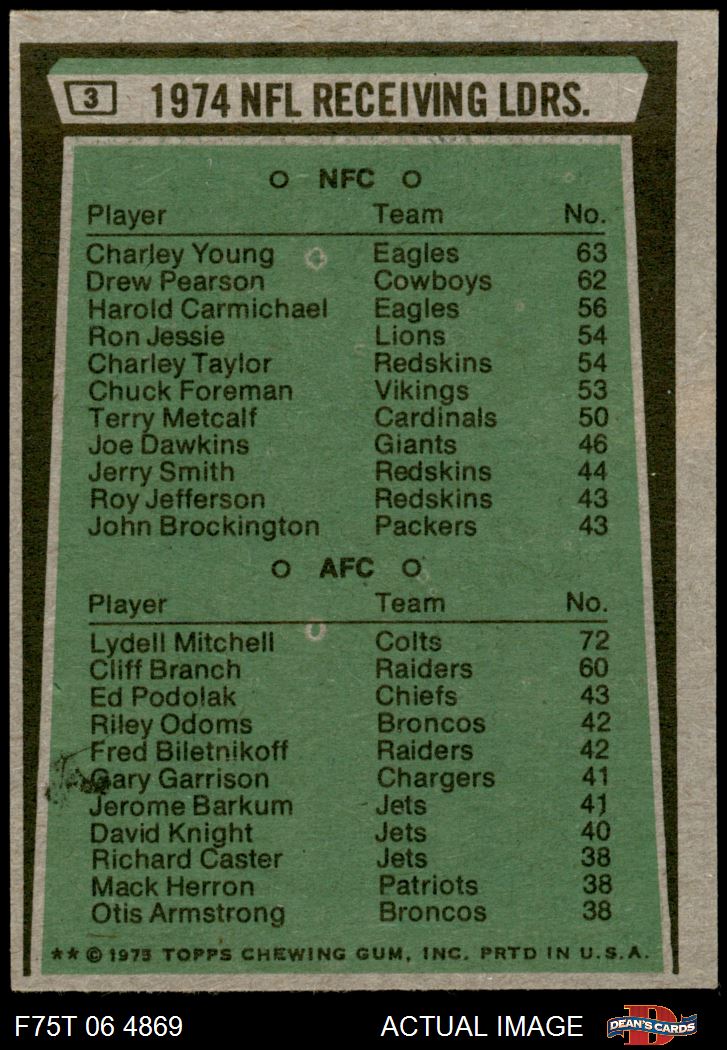 3 1974 NFL RECEIVING LDRS.
NFC
Player Team No.
Charley Young Eagles 63
Drew Pearson Cowboys 62
Harold Carmichael Eagles 56
Ron Jessie Lions 54
Charley Taylor Redskins 54
Chuck Foreman Vikings 53
Terry Metcalf Cardinals 50
Joe Dawkins Giants 46
Jerry Smith Redskins 44
Roy Jefferson Redskins 43
John Brockington Packers 43
AFC
Player Team No.
Lydell Mitchell Colts 72
Cliff Branch Raiders 60
Ed Podolak Chiefs 43
Riley Odoms Broncos 42
Fred Biletnikoff Raiders 42
Gary Garrison Chargers 41
Jerome Barkum Jets 41
David Knight Jets 40
Richard Caster Jets 38
Mack Herron Patriots 38
Otis Armstrong Broncos 38
** © 1975 TOPPS CHEWING GUM, INC. PRTD IN U.S.A.
F75T 06 4869 ACTUAL IMAGE D DEAN'S CARDS